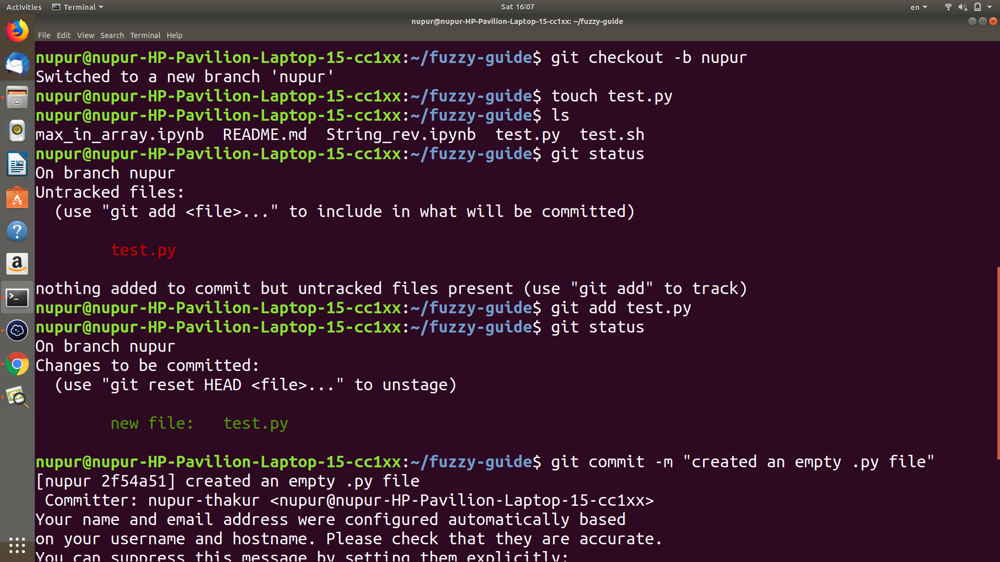 Activities Terminal Sat 16:07 en
nupur@nupur-HP-Pavilion-Laptop-15-cc1xx: ~/fuzzy-guide
File Edit View Search Terminal Help
nupur@nupur-HP-Pavilion-Laptop-15-cc1xx:~/fuzzy-guide$ git checkout -b nupur
Switched to a new branch 'nupur'
nupur@nupur-HP-Pavilion-Laptop-15-cc1xx:~/fuzzy-guide$ touch test.py
nupur@nupur-HP-Pavilion-Laptop-15-cc1xx:~/fuzzy-guide$ ls
max_in_array.ipynb  README.md  String_rev.ipynb  test.py  test.sh
nupur@nupur-HP-Pavilion-Laptop-15-cc1xx:~/fuzzy-guide$ git status
On branch nupur
Untracked files:
  (use "git add <file>..." to include in what will be committed)
        test.py
nothing added to commit but untracked files present (use "git add" to track)
nupur@nupur-HP-Pavilion-Laptop-15-cc1xx:~/fuzzy-guide$ git add test.py
nupur@nupur-HP-Pavilion-Laptop-15-cc1xx:~/fuzzy-guide$ git status
On branch nupur
Changes to be committed:
  (use "git reset HEAD <file>..." to unstage)
        new file:   test.py
nupur@nupur-HP-Pavilion-Laptop-15-cc1xx:~/fuzzy-guide$ git commit -m "created an empty .py file"
[nupur 2f54a51] created an empty .py file
 Committer: nupur-thakur <nupur@nupur-HP-Pavilion-Laptop-15-cc1xx>
Your name and email address were configured automatically based
on your username and hostname. Please check that they are accurate.
You can suppress this message by setting them explicitly: